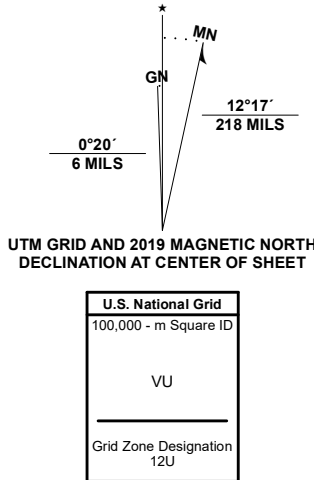 ★
MN
GN
0°20´
6 MILS
12°17´
218 MILS
UTM GRID AND 2019 MAGNETIC NORTH
DECLINATION AT CENTER OF SHEET
U.S. National Grid
100,000 - m Square ID
VU
Grid Zone Designation
12U